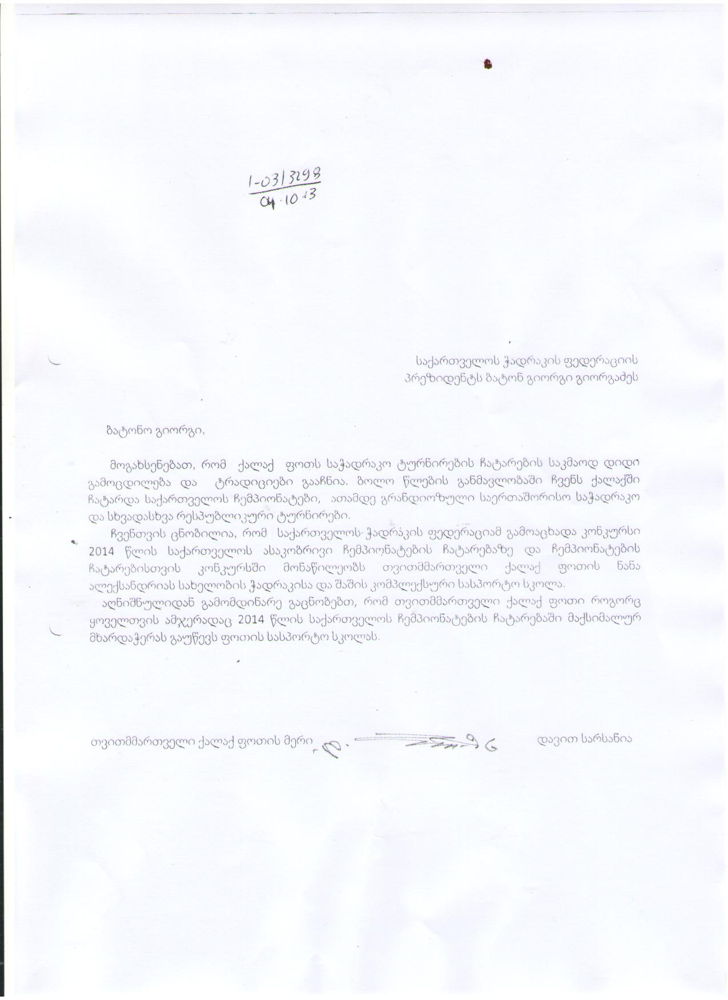 1-03/3298
04.10.13
საქართველოს ჭადრაკის ფედერაციის
პრეზიდენტს ბატონ გიორგი გიორგაძეს
ბატონო გიორგი,
მოგახსენებათ, რომ ქალაქ ფოთს საჭადრაკო ტურნირების ჩატარების საკმაოდ დიდი
გამოცდილება და ტრადიციები გააჩნია. ბოლო წლების განმავლობაში ჩვენს ქალაქში
ჩატარდა საქართველოს ჩემპიონატები, ათამდე გრანდიოზული საერთაშორისო საჭადრაკო
და სხვადასხვა რესპუბლიკური ტურნირები.
ჩვენთვის ცნობილია, რომ საქართველოს ჭადრაკის ფედერაციამ გამოაცხადა კონკურსი
2014 წლის საქართველოს ასაკობრივი ჩემპიონატების ჩატარებაზე და ჩემპიონატების
ჩატარებისთვის კონკურსში მონაწილეობს თვითმმართველი ქალაქ ფოთის ნანა
ალექსანდრიას სახელობის ჭადრაკისა და შაშის კომპლექსური სასპორტო სკოლა.
აღნიშნულიდან გამომდინარე გაცნობებთ, რომ თვითმმართველი ქალაქ ფოთი როგორც
ყოველთვის ამჯერადაც 2014 წლის საქართველოს ჩემპიონატების ჩატარებაში მაქსიმალურ
მხარდაჭერას გაუწევს ფოთის სასპორტო სკოლას.
თვითმმართველი ქალაქ ფოთის მერი დავით სარსანია